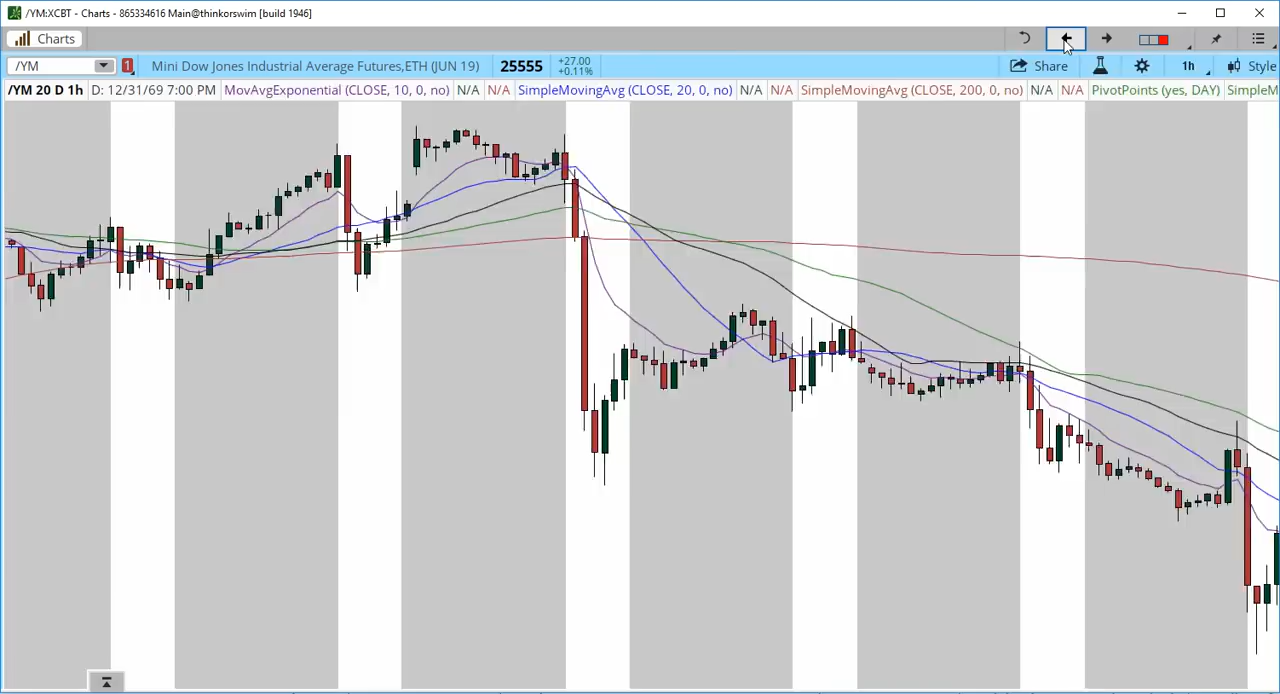 /YM:XCBT - Charts - 865334616 Main@thinkorswim [build 1946]
Charts
/YM 1 Mini Dow Jones Industrial Average Futures,ETH (JUN 19) 25555 +27.00 +0.11% Share 1h Style
/YM 20 D 1h D: 12/31/69 7:00 PM MovAvgExponential (CLOSE, 10, 0, no) N/A N/A SimpleMovingAvg (CLOSE, 20, 0, no) N/A N/A SimpleMovingAvg (CLOSE, 200, 0, no) N/A N/A PivotPoints (yes, DAY) SimpleM